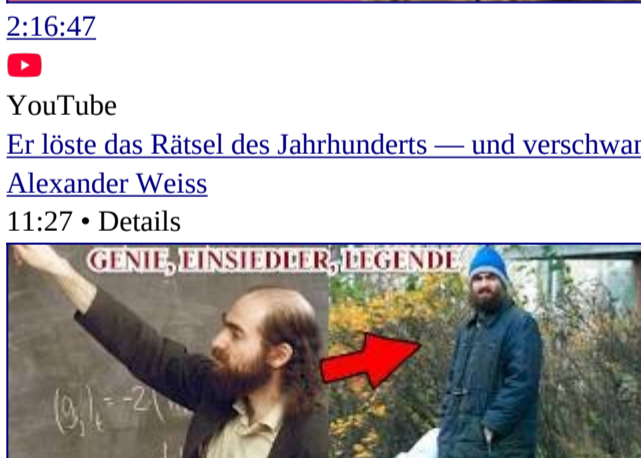 2:16:47
YouTube
Er löste das Rätsel des Jahrhunderts — und
Alexander Weiss
11:27 • Details
GENIE, EINSIEDLER, LEGENDE